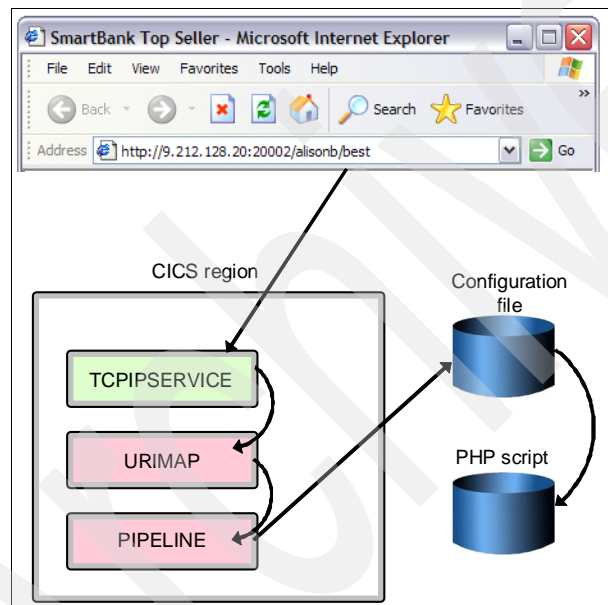 SmartBank Top Seller - Microsoft Internet Explorer
File Edit View Favorites Tools Help
Back Search Favorites »
Address http://9.212.128.20:20002/alisonb/best Go
CICS region
Configuration
file
TCPIPSERVICE
URIMAP
PHP script
PIPELINE